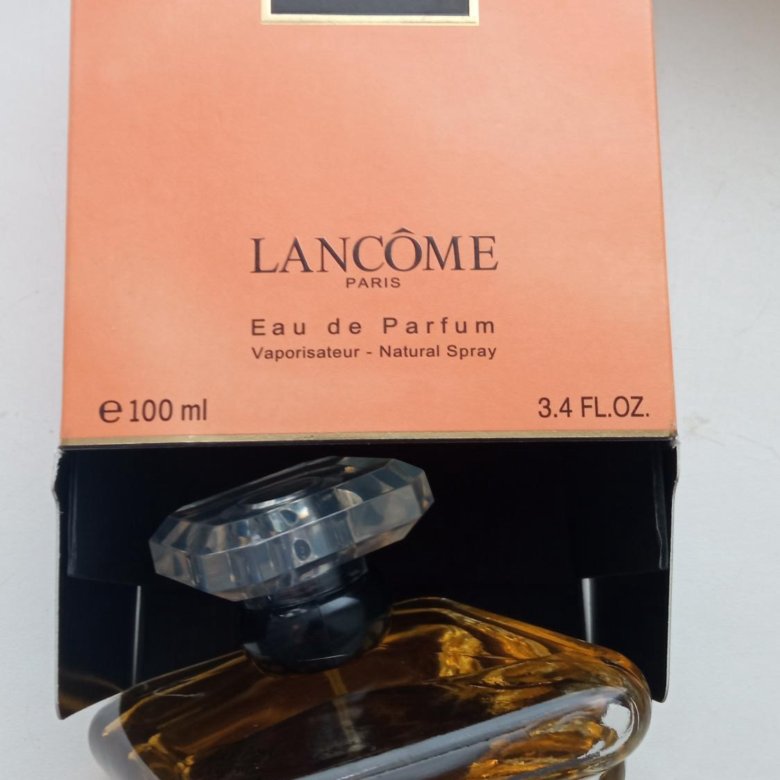 LANCÔME
PARIS
Eau de Parfum
Vaporisateur - Natural Spray
℮ 100 ml
3.4 FL.OZ.